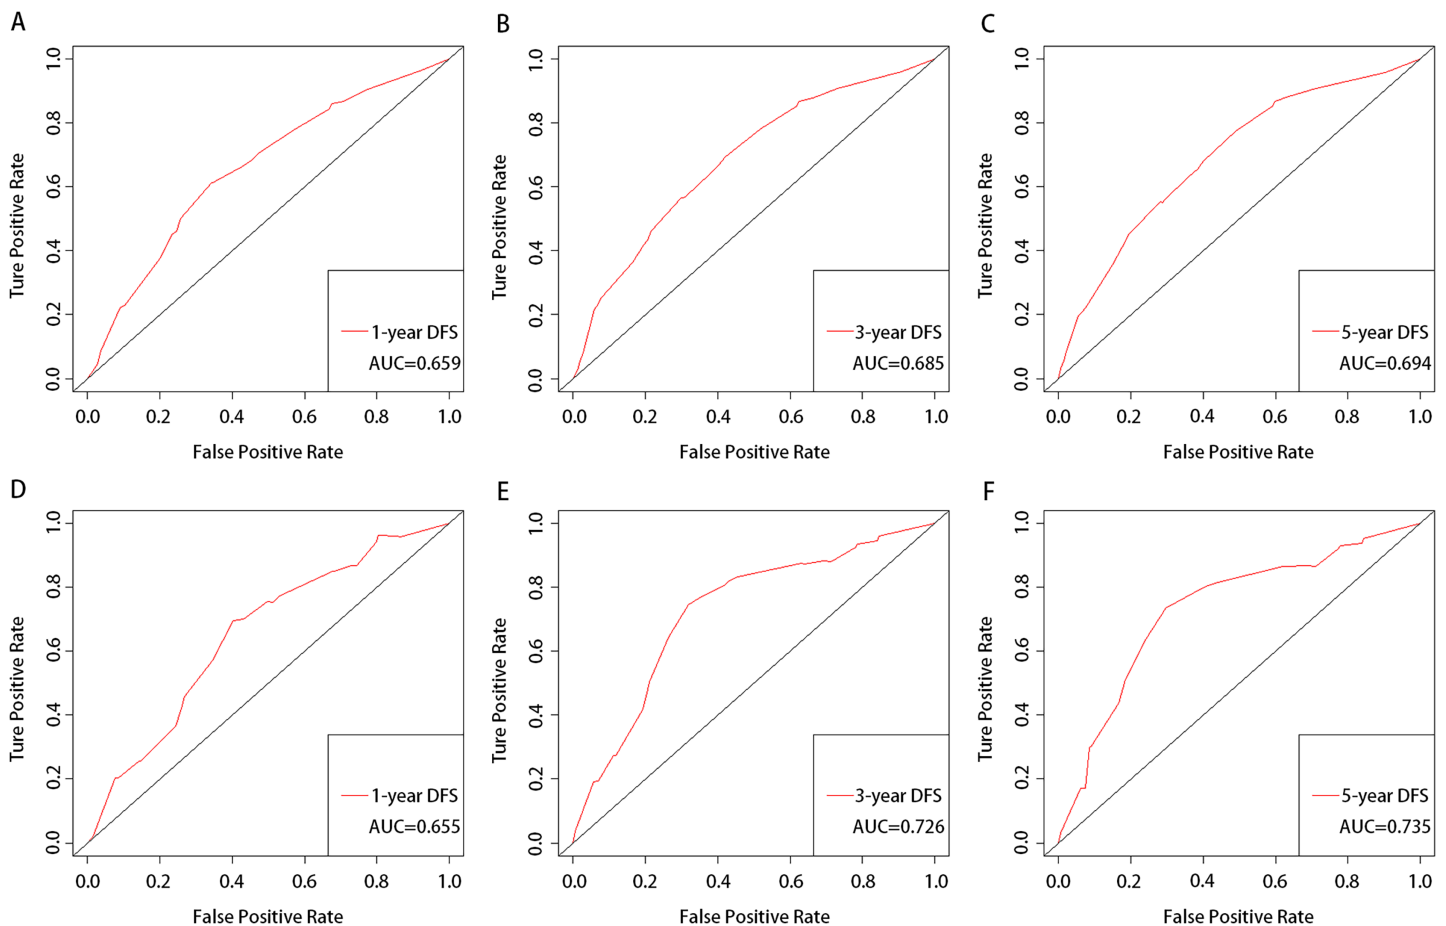 A
1.0
0.8
0.6
0.4
0.2
0.0
Ture Positive Rate
1-year DFS
AUC=0.659
0.0 0.2 0.4 0.6 0.8 1.0
False Positive Rate
B
1.0
0.8
0.6
0.4
0.2
0.0
Ture Positive Rate
3-year DFS
AUC=0.685
0.0 0.2 0.4 0.6 0.8 1.0
False Positive Rate
C
1.0
0.8
0.6
0.4
0.2
0.0
Ture Positive Rate
5-year DFS
AUC=0.694
0.0 0.2 0.4 0.6 0.8 1.0
False Positive Rate
D
1.0
0.8
0.6
0.4
0.2
0.0
Ture Positive Rate
1-year DFS
AUC=0.655
0.0 0.2 0.4 0.6 0.8 1.0
False Positive Rate
E
1.0
0.8
0.6
0.4
0.2
0.0
Ture Positive Rate
3-year DFS
AUC=0.726
0.0 0.2 0.4 0.6 0.8 1.0
False Positive Rate
F
1.0
0.8
0.6
0.4
0.2
0.0
Ture Positive Rate
5-year DFS
AUC=0.735
0.0 0.2 0.4 0.6 0.8 1.0
False Positive Rate